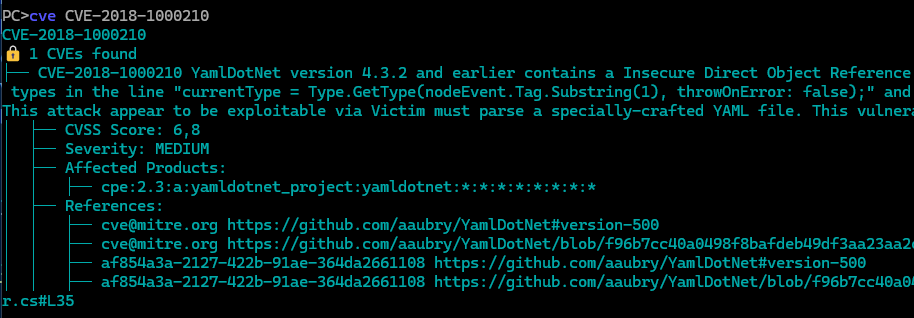 PC>cve CVE-2018-1000210
CVE-2018-1000210
🔒 1 CVEs found
├── CVE-2018-1000210 YamlDotNet version 4.3.2 and earlier contains a Insecure Direct Object Reference
types in the line "currentType = Type.GetType(nodeEvent.Tag.Substring(1), throwOnError: false);" and
This attack appear to be exploitable via Victim must parse a specially-crafted YAML file. This vulnera
│ ├── CVSS Score: 6,8
│ ├── Severity: MEDIUM
│ ├── Affected Products:
│ │ ├── cpe:2.3:a:yamldotnet_project:yamldotnet:*:*:*:*:*:*:*:*
│ ├── References:
│ │ ├── cve@mitre.org https://github.com/aaubry/YamlDotNet#version-500
│ │ ├── cve@mitre.org https://github.com/aaubry/YamlDotNet/blob/f96b7cc40a0498f8bafdeb49df3aa23aa2
│ │ ├── af854a3a-2127-422b-91ae-364da2661108 https://github.com/aaubry/YamlDotNet#version-500
│ │ ├── af854a3a-2127-422b-91ae-364da2661108 https://github.com/aaubry/YamlDotNet/blob/f96b7cc40a0
r.cs#L35